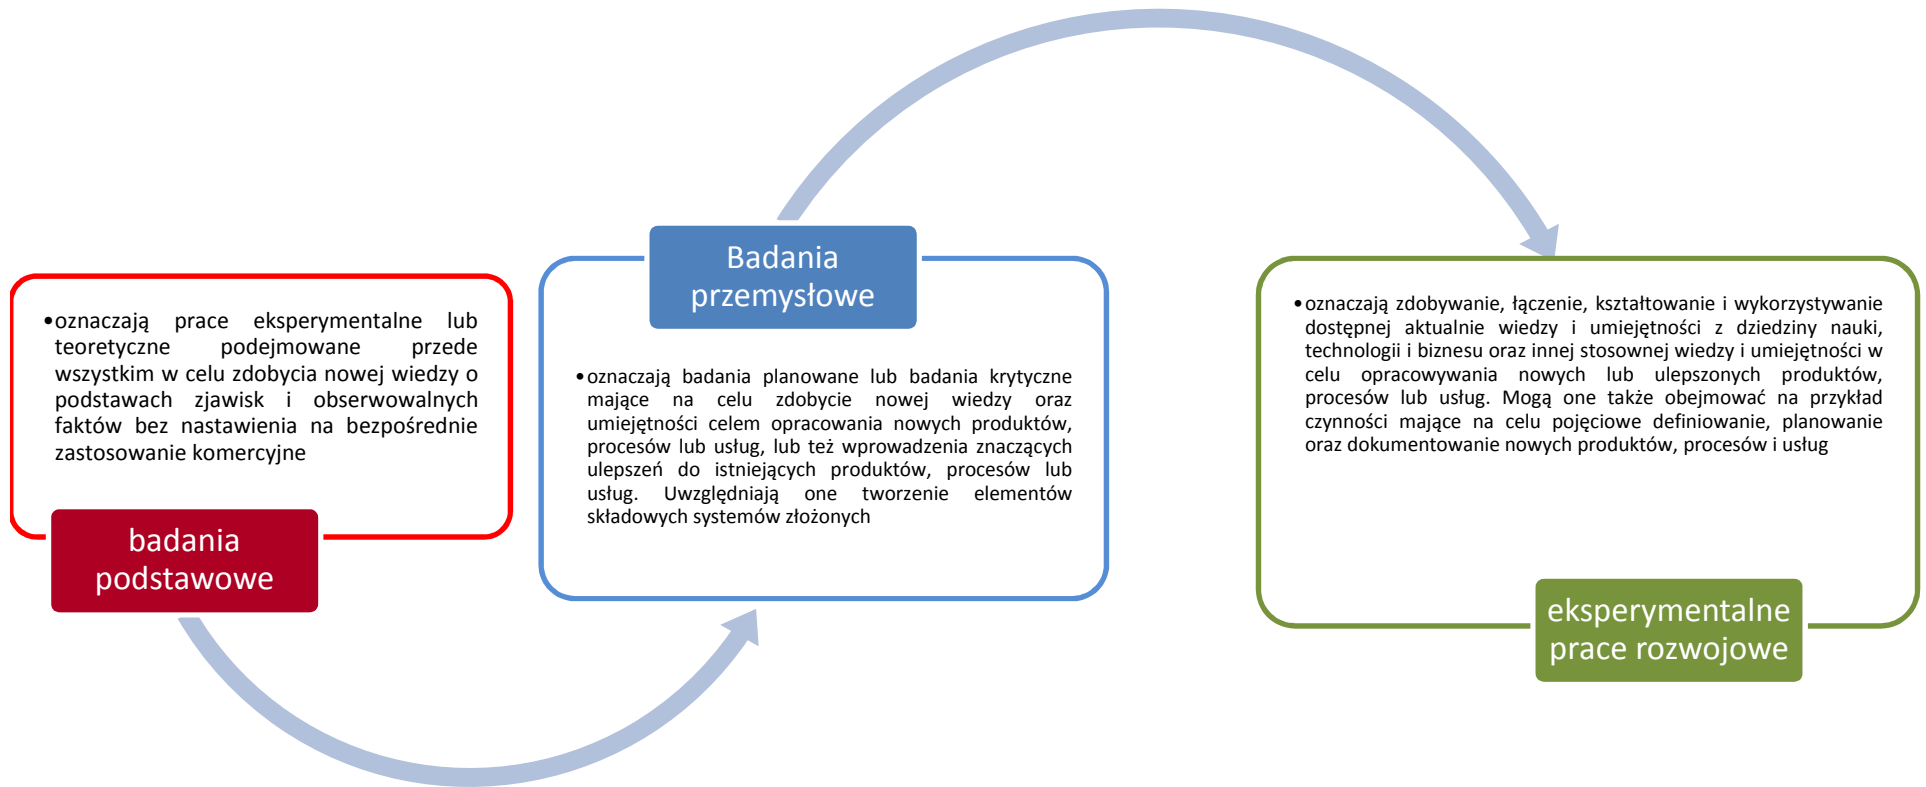 •oznaczają prace eksperymentalne lub
teoretyczne podejmowane przede
wszystkim w celu zdobycia nowej wiedzy o
podstawach zjawisk i obserwowalnych
faktów bez nastawienia na bezpośrednie
zastosowanie komercyjne
badania
podstawowe
Badania
przemysłowe
•oznaczają badania planowane lub badania krytyczne
mające na celu zdobycie nowej wiedzy oraz
umiejętności celem opracowania nowych produktów,
procesów lub usług, lub też wprowadzenia znaczących
ulepszeń do istniejących produktów, procesów lub
usług. Uwzględniają one tworzenie elementów
składowych systemów złożonych
•oznaczają zdobywanie, łączenie, kształtowanie i wykorzystywanie
dostępnej aktualnie wiedzy i umiejętności z dziedziny nauki,
technologii i biznesu oraz innej stosownej wiedzy i umiejętności w
celu opracowywania nowych lub ulepszonych produktów,
procesów lub usług. Mogą one także obejmować na przykład
czynności mające na celu pojęciowe definiowanie, planowanie
oraz dokumentowanie nowych produktów, procesów i usług
eksperymentalne
prace rozwojowe